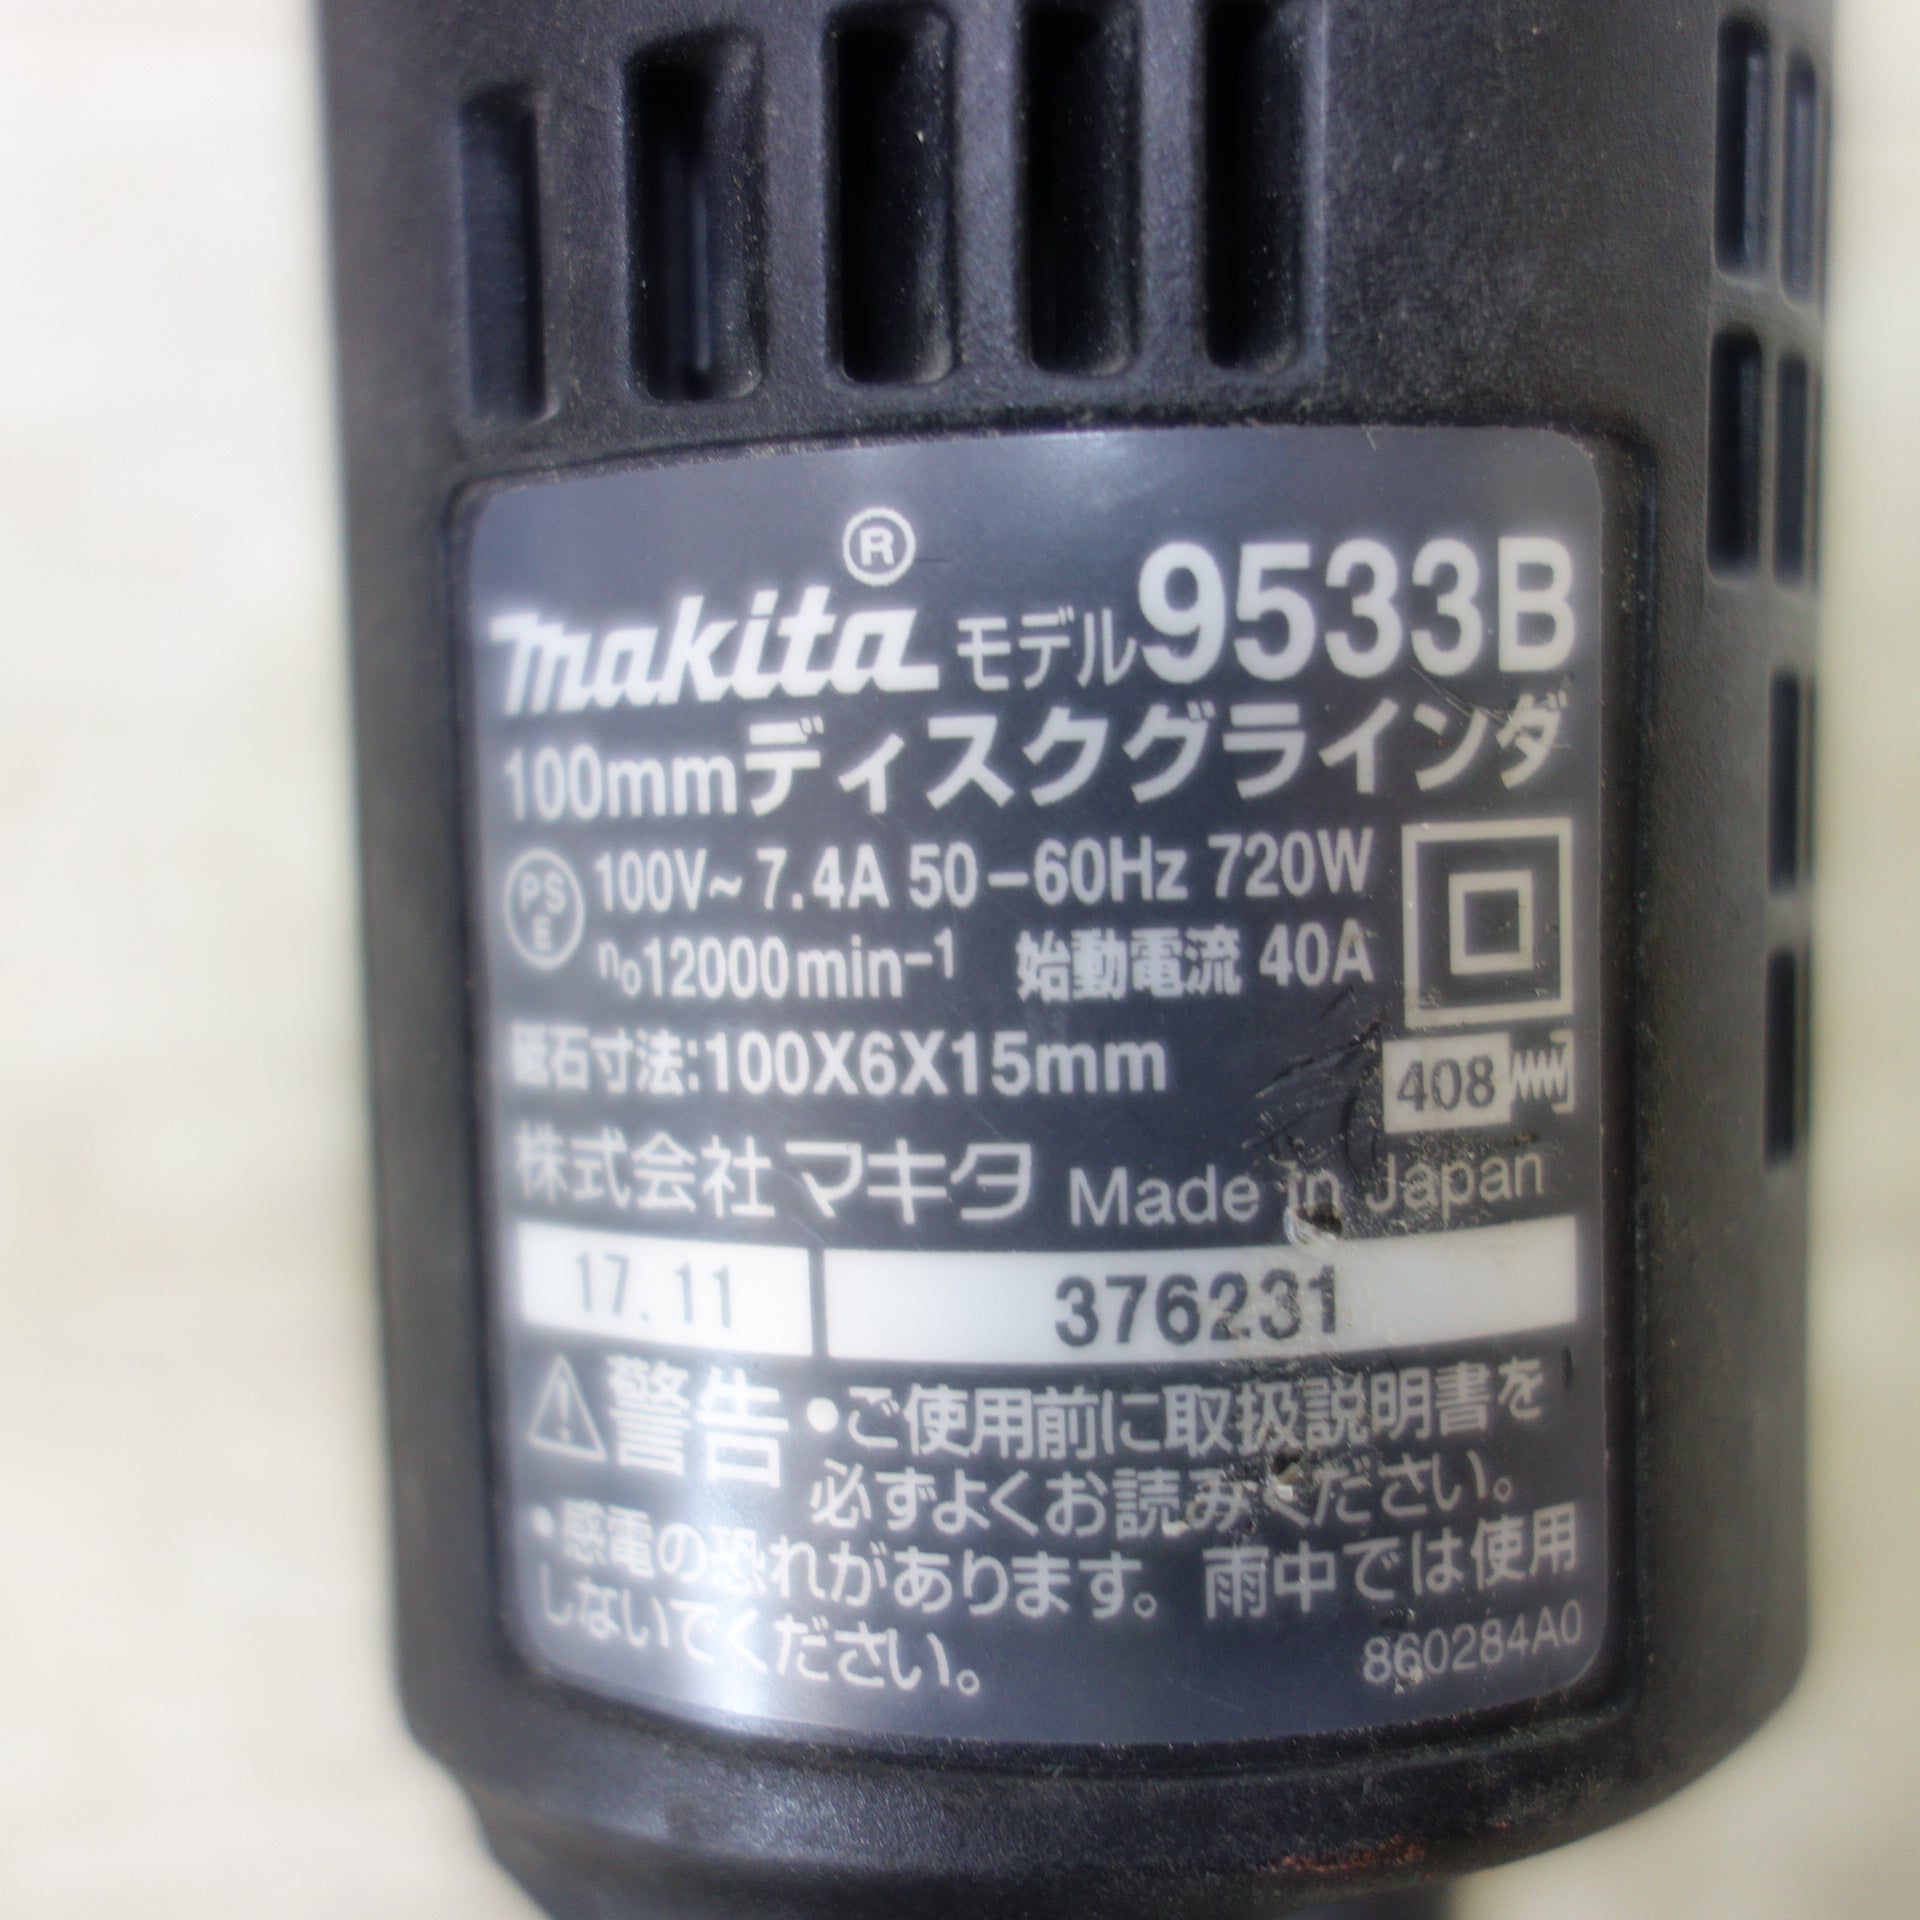 makita® モデル9533B
100mmディスクグラインダ
PSE 100V~ 7.4A 50-60Hz 720W
n₀12000min⁻¹ 始動電流 40A
砥石寸法:100X6X15mm
408
株式会社マキタ Made in Japan
17.11 376231
警告 •ご使用前に取扱説明書を
必ずよくお読みください。
•感電の恐れがあります。雨中では使用
しないでください。
860284A0